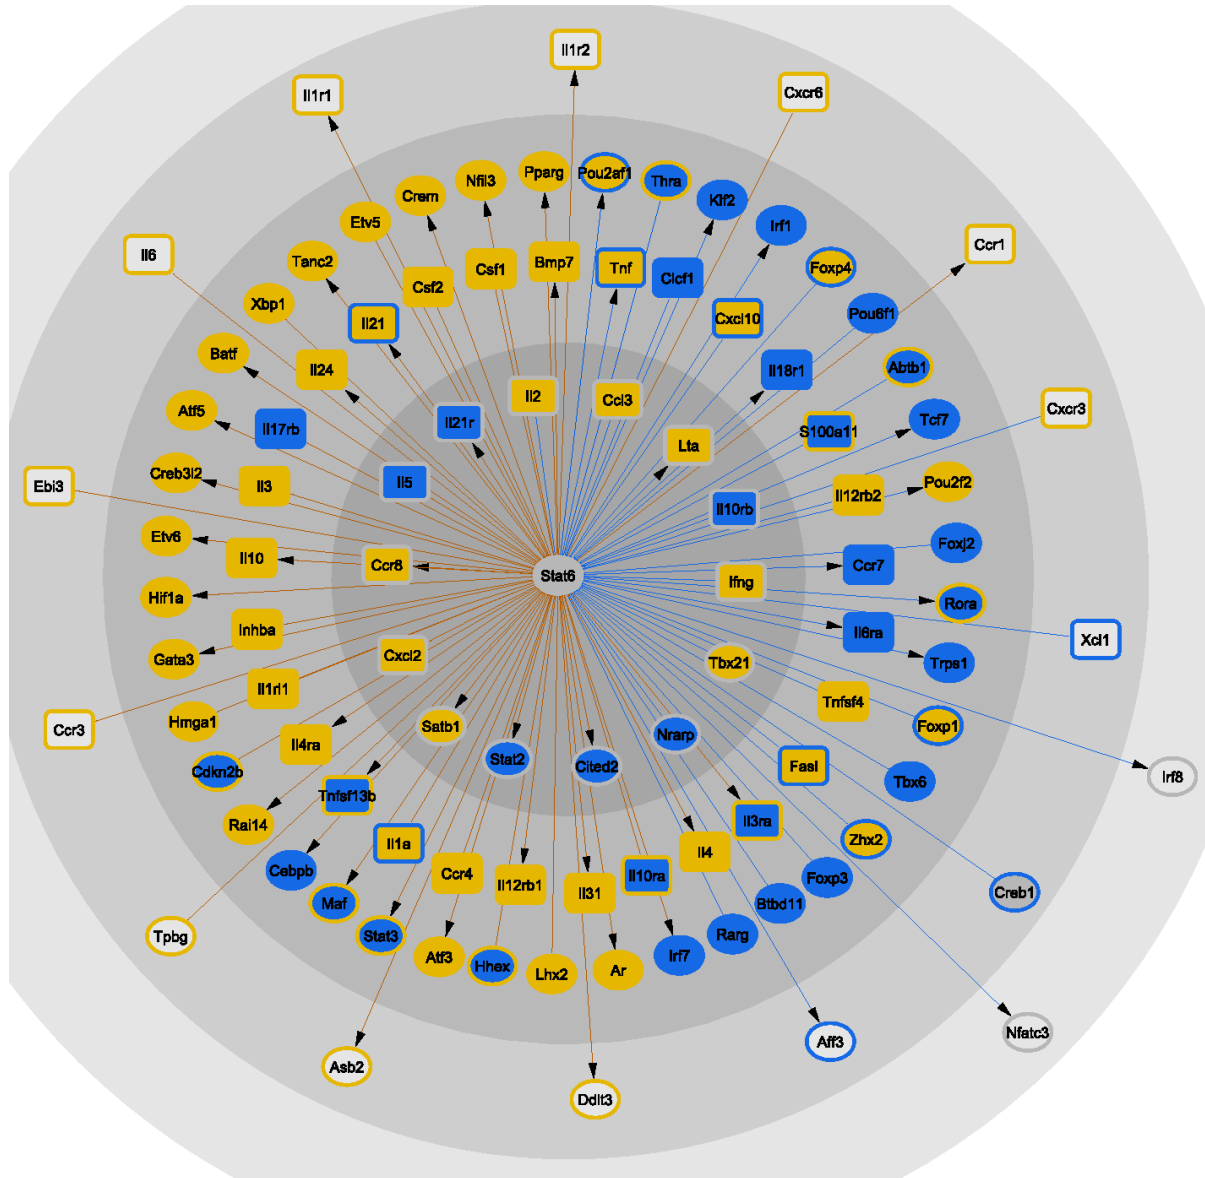 Il1r2
Il1r1
Cxcr6
Pparg
Pou2af1
Nfil3
Thra
Crem
Klf2
Etv5
Irf1
Il6
Ccr1
Tanc2
Bmp7
Tnf
Csf1
Clcf1
Foxp4
Csf2
Xbp1
Il21
Cxcl10
Pou6f1
Batf
Il24
Il18r1
Abtb1
Il2
Ccl3
Cxcr3
Atf5
Il17rb
Il21r
S100a11
Tcf7
Lta
Creb3l2
Il3
Il5
Il12rb2
Pou2f2
Ebi3
Il10rb
Etv6
Il10
Ccr8
Foxj2
Ccr7
Stat6
Ifng
Hif1a
Rora
Inhba
Il6ra
Xcl1
Gata3
Cxcl2
Tbx21
Trps1
Il1rl1
Tnfsf4
Hmga1
Ccr3
Il4ra
Satb1
Nrarp
Foxp1
Stat2
Cited2
Fasl
Cdkn2b
Tnfsf13b
Tbx6
Irf8
Rai14
Il3ra
Zhx2
Il1a
Il4
Cebpb
Ccr4
Il12rb1
Il31
Il10ra
Foxp3
Creb1
Maf
Btbd11
Tpbg
Stat3
Rarg
Atf3
Hhex
Lhx2
Ar
Irf7
Nfatc3
Aff3
Asb2
Ddit3